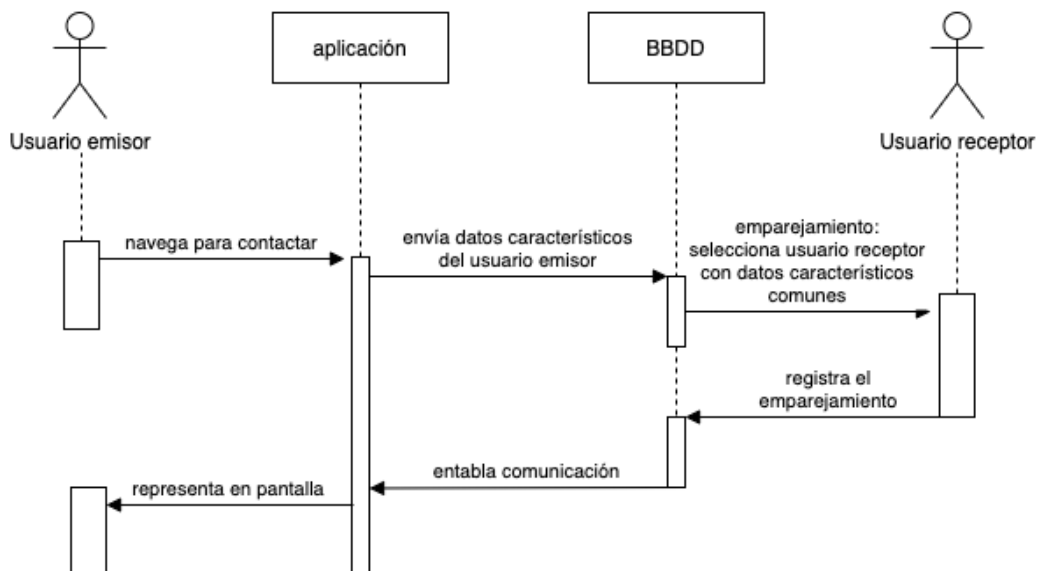 aplicación
BBDD
Usuario emisor
Usuario receptor
navega para contactar
envía datos característicos
del usuario emisor
emparejamiento:
selecciona usuario receptor
con datos característicos
comunes
registra el
emparejamiento
entabla comunicación
representa en pantalla